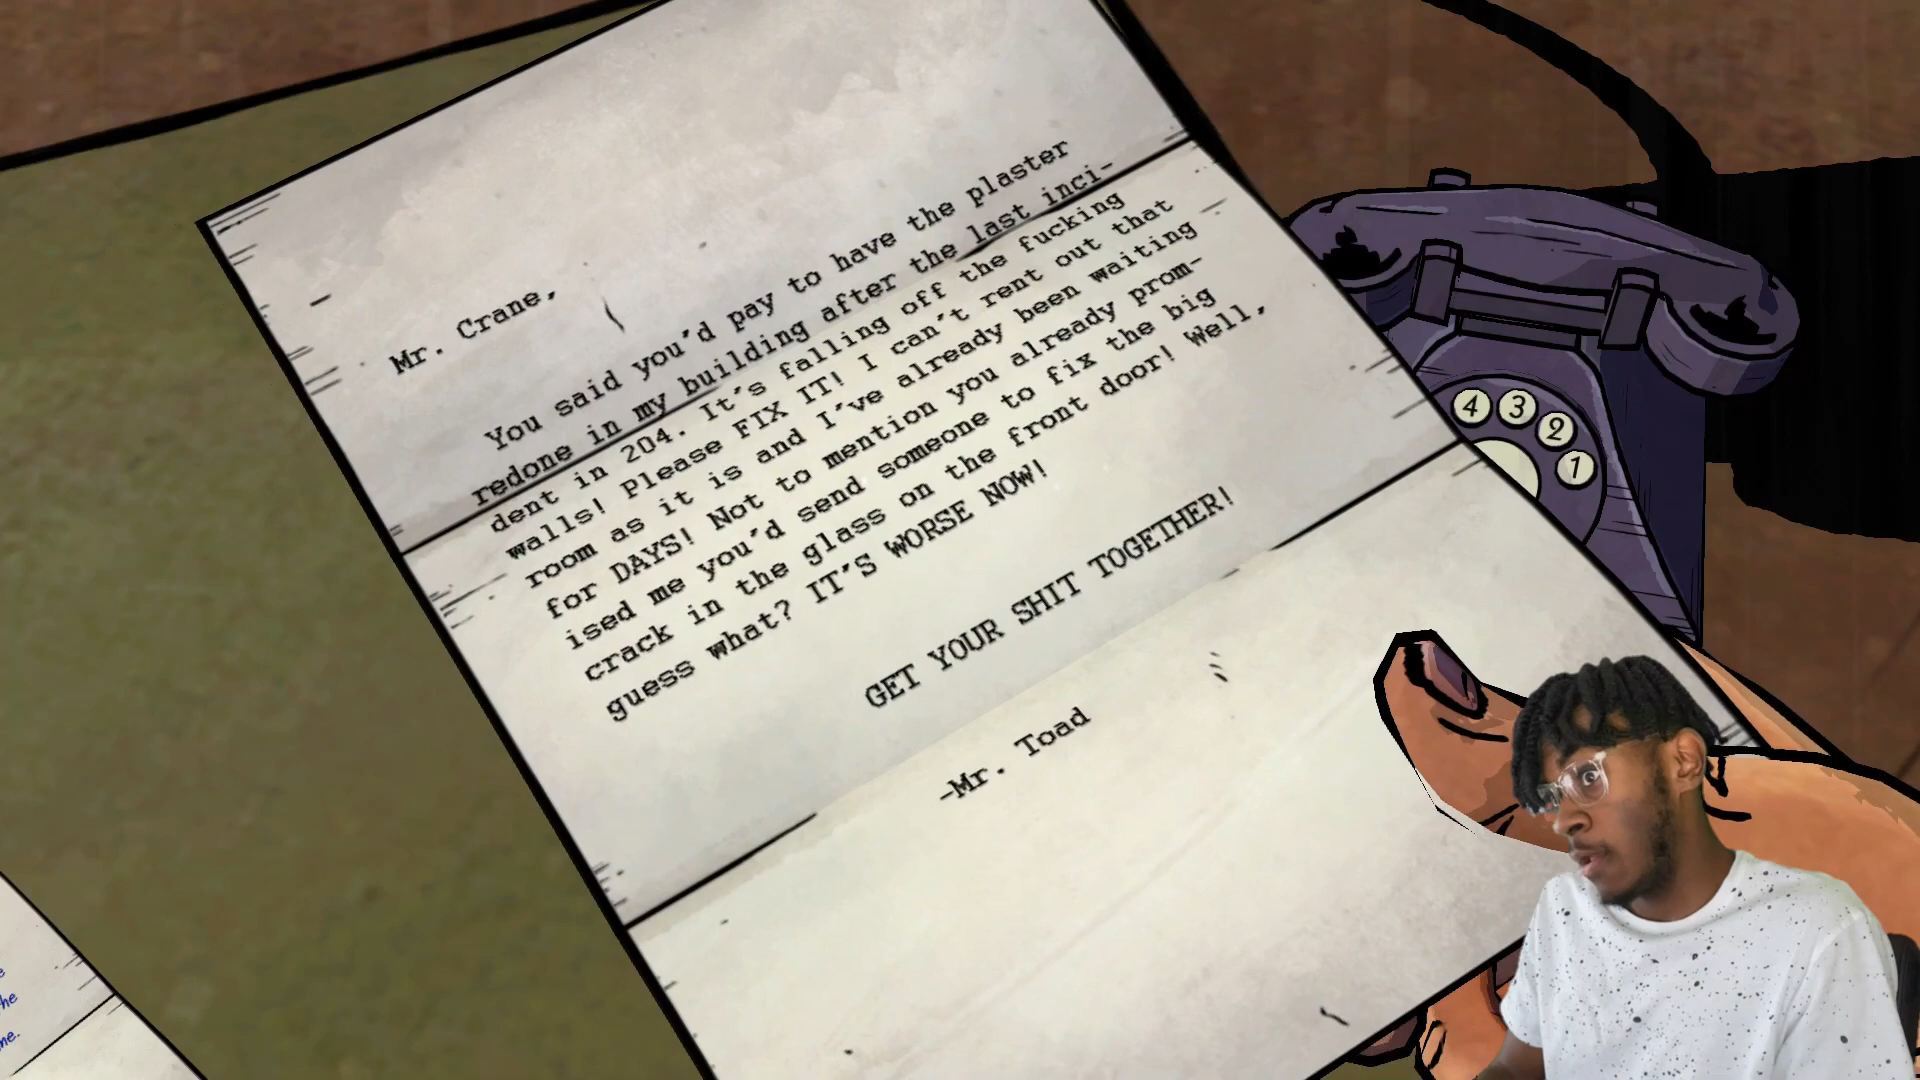 Mr. Crane,
You said you'd pay to have the plaster
redone in my building after the last inci-
dent in 204. It's falling off the fucking
walls! Please FIX IT! I can't rent out that
room as it is and I've already been waiting
for DAYS! Not to mention you already prom-
ised me you'd send someone to fix the big
crack in the glass on the front door! Well,
guess what? IT'S WORSE NOW!
GET YOUR SHIT TOGETHER!
-Mr. Toad
4 3 2 1
he
me.